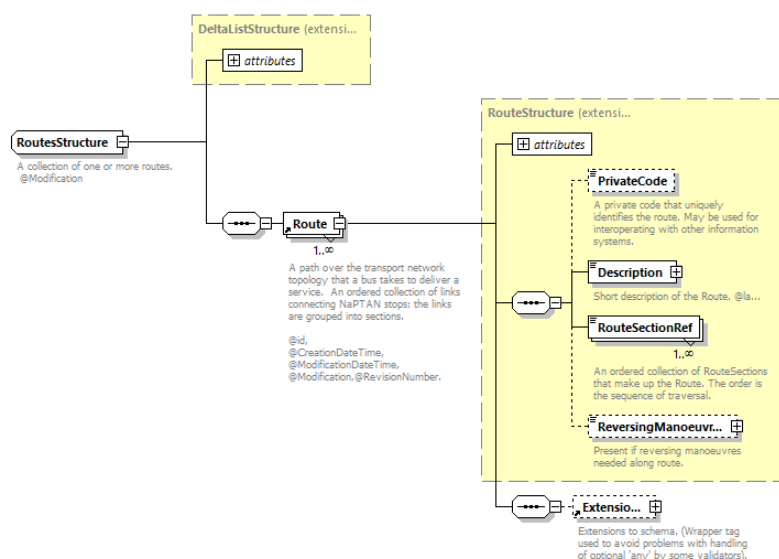 DeltaListStructure (extensi...
attributes
RoutesStructure
A collection of one or more routes.
@Modification
RouteStructure (extensi...
attributes
PrivateCode
A private code that uniquely
identifies the route. May be used for
interoperating with other information
systems.
Route
1..∞
A path over the transport network
topology that a bus takes to deliver a
service. An ordered collection of links
connecting NaPTAN stops; the links
are grouped into sections.
@id,
@CreationDateTime,
@ModificationDateTime,
@Modification,@RevisionNumber.
Description
Short description of the Route. @la...
RouteSectionRef
1..∞
An ordered collection of RouteSections
that make up the Route. The order is
the sequence of traversal.
ReversingManoeuvr...
Present if reversing manoeuvres
needed along route.
Extensio...
Extensions to schema. (Wrapper tag
used to avoid problems with handling
of optional 'any' by some validators).